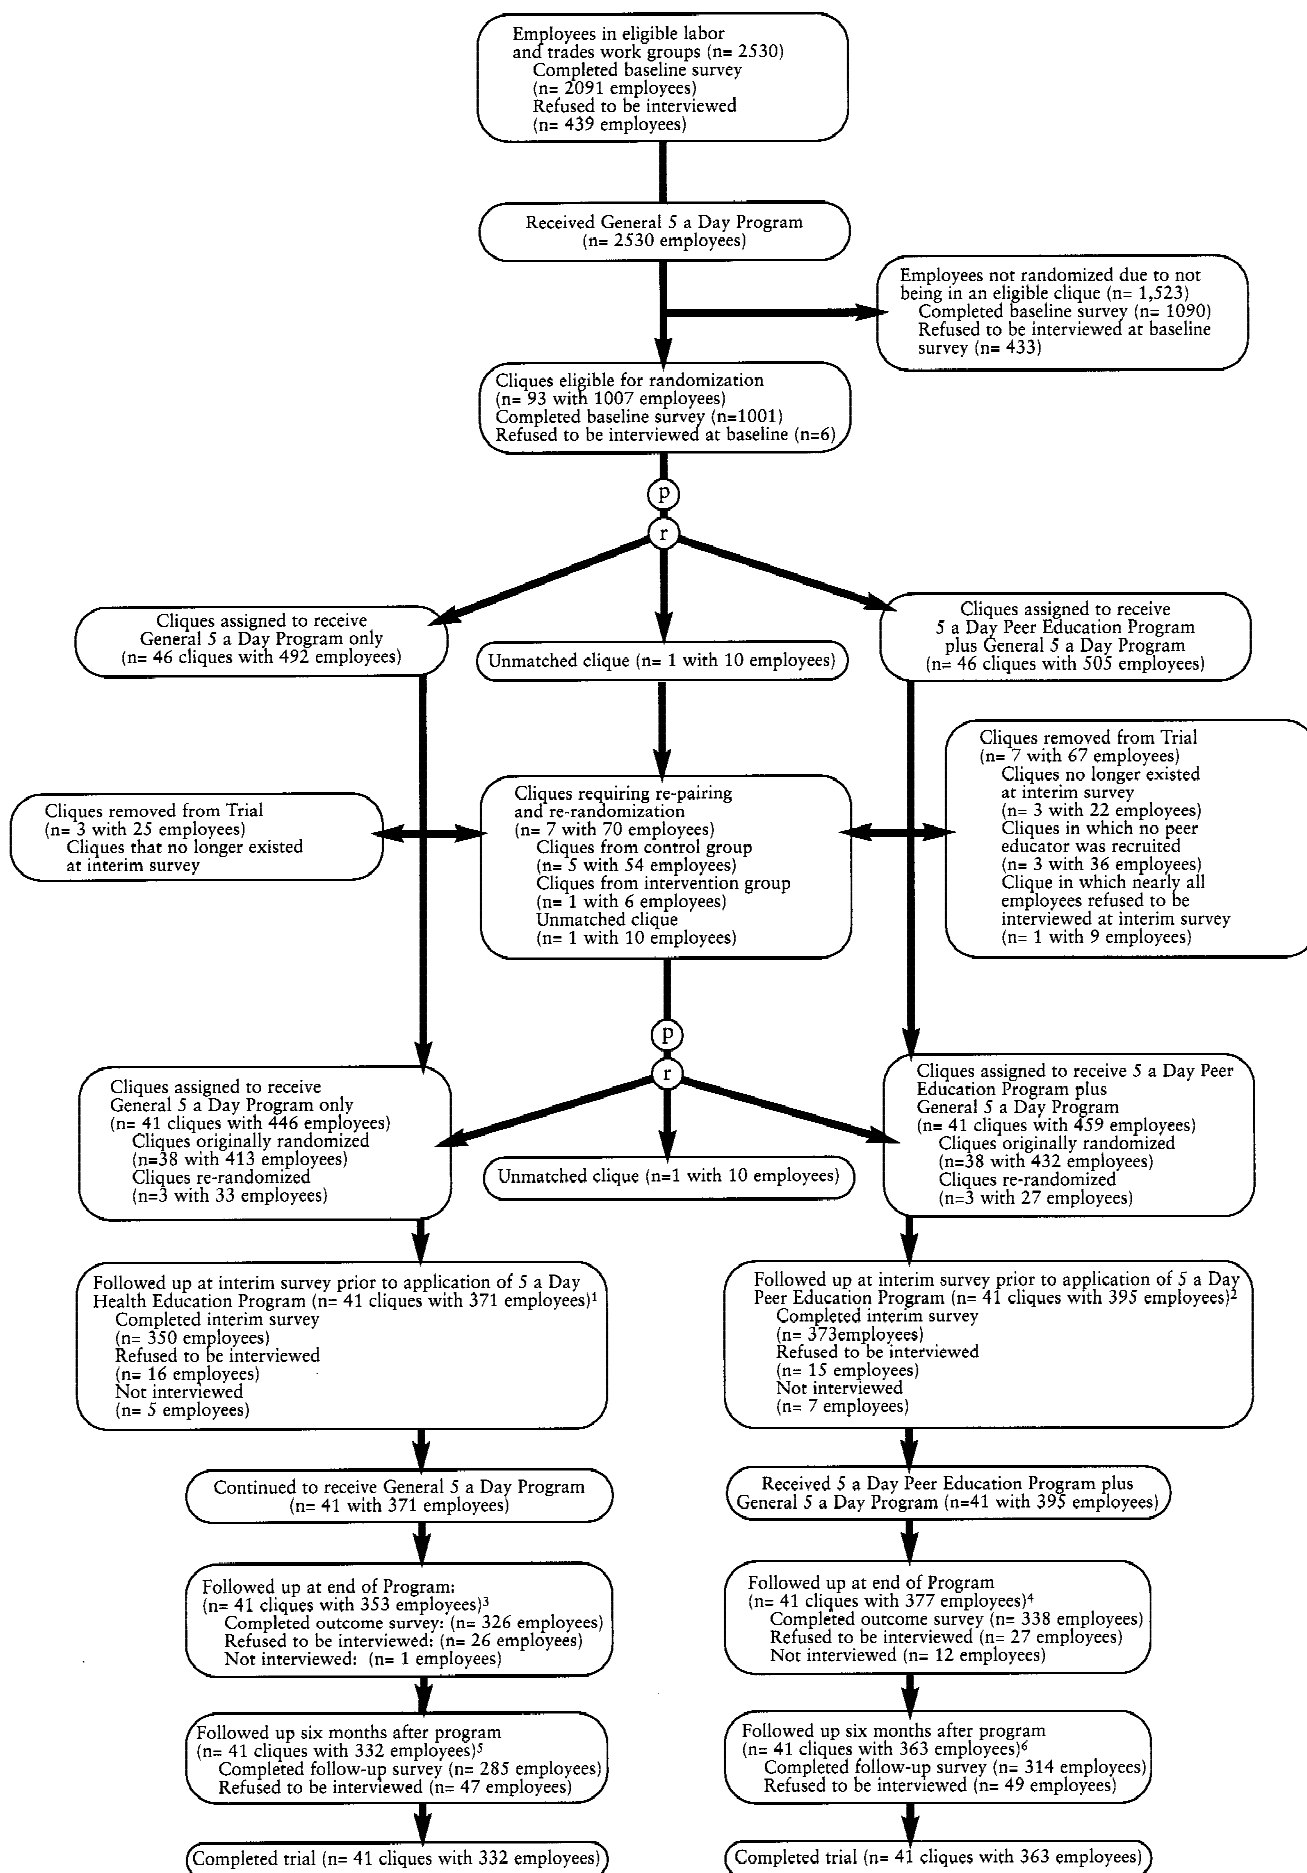 Employees in eligible labor
and trades work groups (n= 2530)
Completed baseline survey
(n= 2091 employees)
Refused to be interviewed
(n= 439 employees)
Received General 5 a Day Program
(n= 2530 employees)
Employees not randomized due to not
being in an eligible clique (n= 1,523)
Completed baseline survey (n= 1090)
Refused to be interviewed at baseline
survey (n= 433)
Cliques eligible for randomization
(n= 93 with 1007 employees)
Completed baseline survey (n=1001)
Refused to be interviewed at baseline (n=6)
p
r
Cliques assigned to receive
General 5 a Day Program only
(n= 46 cliques with 492 employees)
Unmatched clique (n= 1 with 10 employees)
Cliques assigned to receive
5 a Day Peer Education Program
plus General 5 a Day Program
(n= 46 cliques with 505 employees)
Cliques removed from Trial
(n= 3 with 25 employees)
Cliques that no longer existed
at interim survey
Cliques requiring re-pairing
and re-randomization
(n= 7 with 70 employees)
Cliques from control group
(n= 5 with 54 employees)
Cliques from intervention group
(n= 1 with 6 employees)
Unmatched clique
(n= 1 with 10 employees)
Cliques removed from Trial
(n= 7 with 67 employees)
Cliques no longer existed
at interim survey
(n= 3 with 22 employees)
Cliques in which no peer
educator was recruited
(n= 3 with 36 employees)
Clique in which nearly all
employees refused to be
interviewed at interim survey
(n= 1 with 9 employees)
p
r
Cliques assigned to receive
General 5 a Day Program only
(n= 41 cliques with 446 employees)
Cliques originally randomized
(n=38 with 413 employees)
Cliques re-randomized
(n=3 with 33 employees)
Unmatched clique (n=1 with 10 employees)
Cliques assigned to receive 5 a Day Peer
Education Program plus
General 5 a Day Program
(n= 41 cliques with 459 employees)
Cliques originally randomized
(n=38 with 432 employees)
Cliques re-randomized
(n=3 with 27 employees)
Followed up at interim survey prior to application of 5 a Day
Health Education Program (n= 41 cliques with 371 employees)¹
Completed interim survey
(n= 350 employees)
Refused to be interviewed
(n= 16 employees)
Not interviewed
(n= 5 employees)
Followed up at interim survey prior to application of 5 a Day
Peer Education Program (n= 41 cliques with 395 employees)²
Completed interim survey
(n= 373employees)
Refused to be interviewed
(n= 15 employees)
Not interviewed
(n= 7 employees)
Continued to receive General 5 a Day Program
(n= 41 with 371 employees)
Received 5 a Day Peer Education Program plus
General 5 a Day Program (n=41 with 395 employees)
Followed up at end of Program:
(n= 41 cliques with 353 employees)³
Completed outcome survey: (n= 326 employees)
Refused to be interviewed: (n= 26 employees)
Not interviewed: (n= 1 employees)
Followed up at end of Program
(n= 41 cliques with 377 employees)⁴
Completed outcome survey (n= 338 employees)
Refused to be interviewed (n= 27 employees)
Not interviewed (n= 12 employees)
Followed up six months after program
(n= 41 cliques with 332 employees)⁵
Completed follow-up survey (n= 285 employees)
Refused to be interviewed (n= 47 employees)
Followed up six months after program
(n= 41 cliques with 363 employees)⁶
Completed follow-up survey (n= 314 employees)
Refused to be interviewed (n= 49 employees)
Completed trial (n= 41 cliques with 332 employees)
Completed trial (n= 41 cliques with 363 employees)